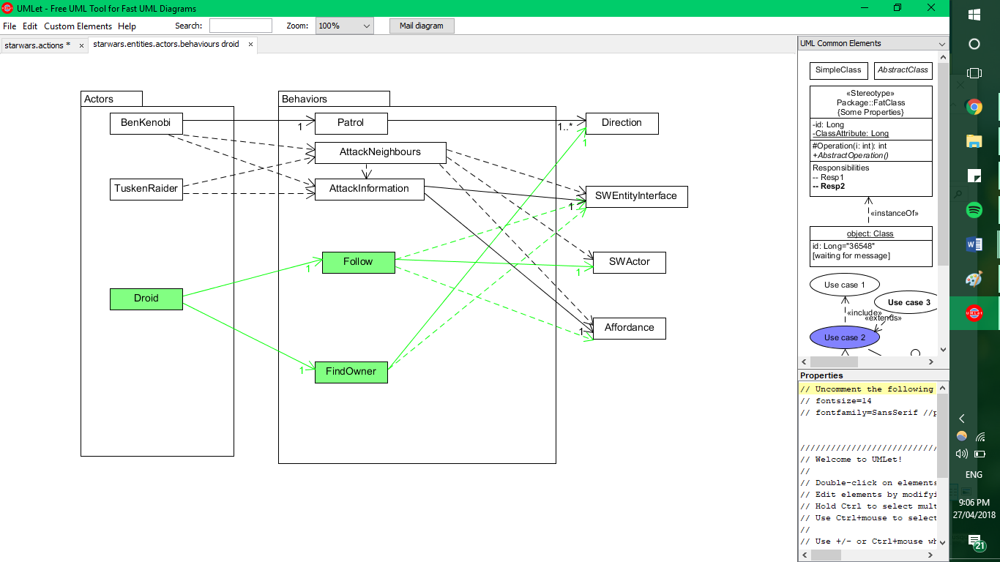 UMLet - Free UML Tool for Fast UML Diagrams
File Edit Custom Elements Help Search: Zoom: 100% Mail diagram
starwars.actions *
starwars.entities.actors.behaviours droid
Actors
BenKenobi
TuskenRaider
Droid
Behaviors
Patrol
AttackNeighbours
AttackInformation
Follow
FindOwner
Direction
SWEntityInterface
SWActor
Affordance
1
1..*
1
1
1
1
1
1
UML Common Elements
SimpleClass
AbstractClass
«Stereotype»
Package::FatClass
{Some Properties}
-id: Long
-ClassAttribute: Long
#Operation(i: int): int
+AbstractOperation()
Responsibilities
-- Resp1
-- Resp2
«instanceOf»
object: Class
id: Long="36548"
[waiting for message]
Use case 1
Use case 3
«include»
«extends»
Use case 2
Properties
// Uncomment the following
// fontsize=14
// fontfamily=SansSerif //p
///////////////////////////
// Welcome to UMLet!
//
// Double-click on elements
// Edit elements by modifyi
// Hold Ctrl to select mult
// Use Ctrl+mouse to select
//
// Use +/- or Ctrl+mouse wh
UMLet
ENG
9:06 PM
27/04/2018
21